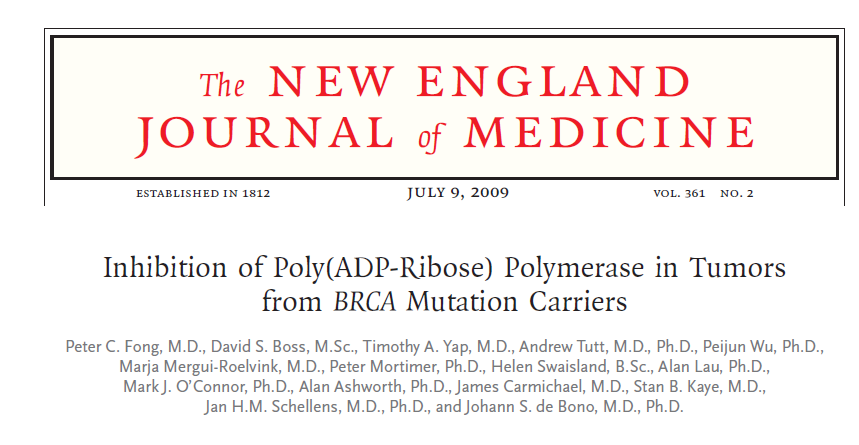 The NEW ENGLAND
JOURNAL of MEDICINE
ESTABLISHED IN 1812 JULY 9, 2009 VOL. 361 NO. 2
Inhibition of Poly(ADP-Ribose) Polymerase in Tumors
from BRCA Mutation Carriers
Peter C. Fong, M.D., David S. Boss, M.Sc., Timothy A. Yap, M.D., Andrew Tutt, M.D., Ph.D., Peijun Wu, Ph.D.,
Marja Mergui-Roelvink, M.D., Peter Mortimer, Ph.D., Helen Swaisland, B.Sc., Alan Lau, Ph.D.,
Mark J. O’Connor, Ph.D., Alan Ashworth, Ph.D., James Carmichael, M.D., Stan B. Kaye, M.D.,
Jan H.M. Schellens, M.D., Ph.D., and Johann S. de Bono, M.D., Ph.D.